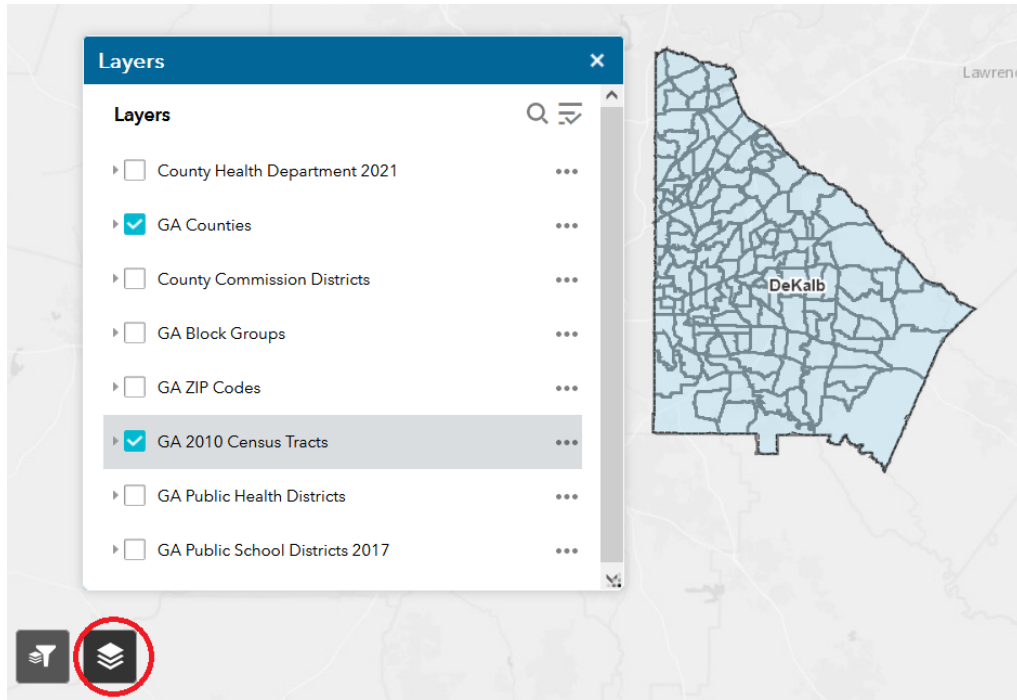 Layers
Layers
County Health Department 2021
GA Counties
County Commission Districts
GA Block Groups
GA ZIP Codes
GA 2010 Census Tracts
GA Public Health Districts
GA Public School Districts 2017
DeKalb